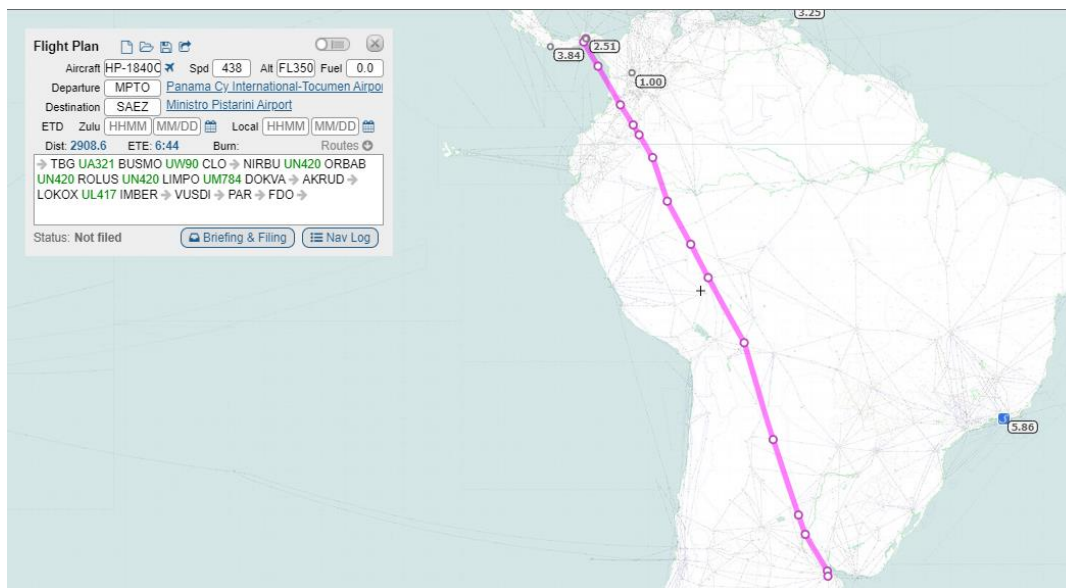 Flight Plan
Aircraft HP-1840C Spd 438 Alt FL350 Fuel 0.0
Departure MPTO Panama Cy International-Tocumen Airpo
Destination SAEZ Ministro Pistarini Airport
ETD Zulu HHMM MM/DD Local HHMM MM/DD
Dist: 2908.6 ETE: 6:44 Burn: Routes
→ TBG UA321 BUSMO UW90 CLO → NIRBU UN420 ORBAB
UN420 ROLUS UN420 LIMPO UM784 DOKVA → AKRUD →
LOKOX UL417 IMBER → VUSDI → PAR → FDO →
Status: Not filed Briefing & Filing Nav Log
3.25
2.51
3.84
1.00
5.86